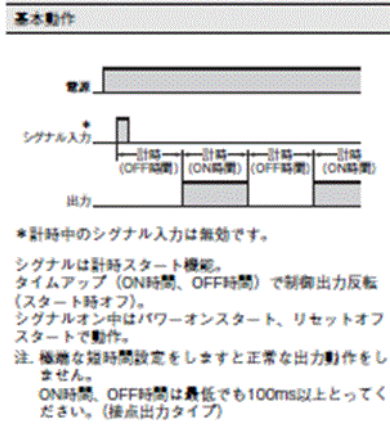 基本動作
電源
*
シグナル入力
計時 計時 計時 計時
(OFF時間) (ON時間) (OFF時間) (ON時間)
出力
*計時中のシグナル入力は無効です。
シグナルは計時スタート機能。
タイムアップ（ON時間、OFF時間）で制御出力反転
(スタート時オフ)。
シグナルオン中はパワーオンスタート、リセットオフ
スタートで動作。
注. 極端な短時間設定をしますと正常な出力動作をし
ません。
ON時間、OFF時間は最低でも100ms以上とってく
ださい。(接点出力タイプ)